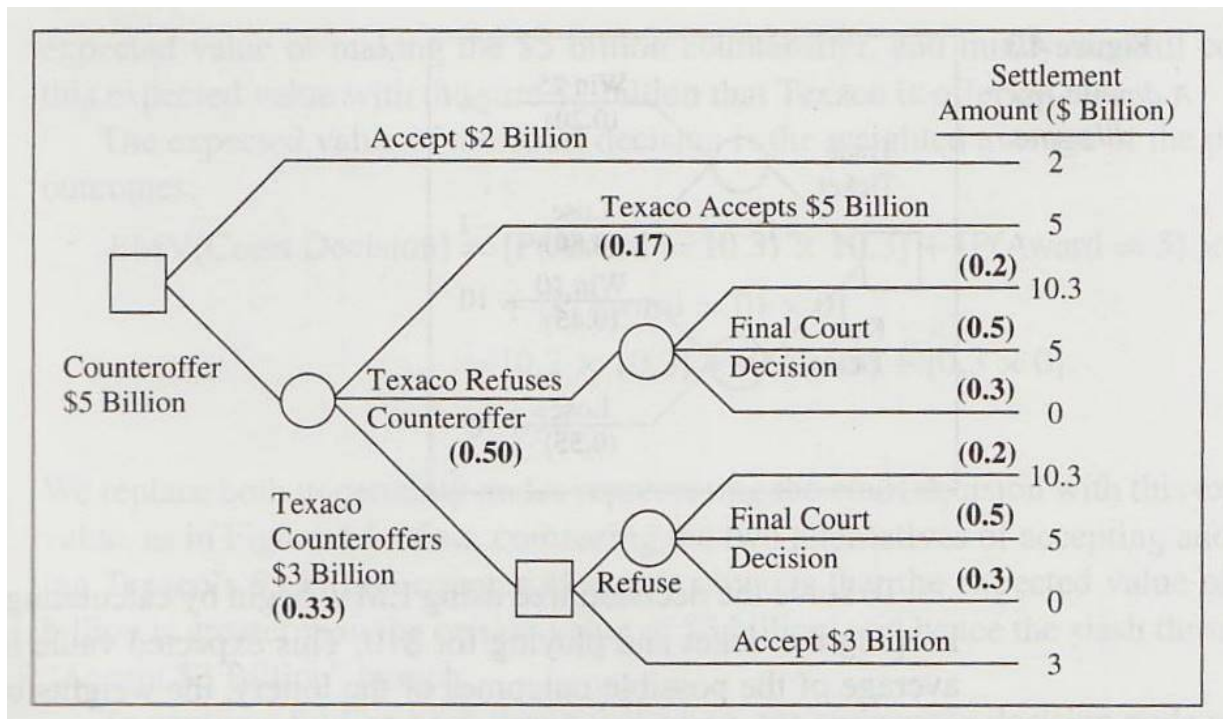 Settlement
Amount ($ Billion)
Accept $2 Billion
2
Texaco Accepts $5 Billion
5
(0.17)
(0.2)
10.3
Final Court
Decision
(0.5)
5
(0.3)
0
Counteroffer
$5 Billion
Texaco Refuses
Counteroffer
(0.50)
(0.2)
10.3
Final Court
Decision
(0.5)
5
(0.3)
0
Texaco
Counteroffers
$3 Billion
(0.33)
Refuse
Accept $3 Billion
3